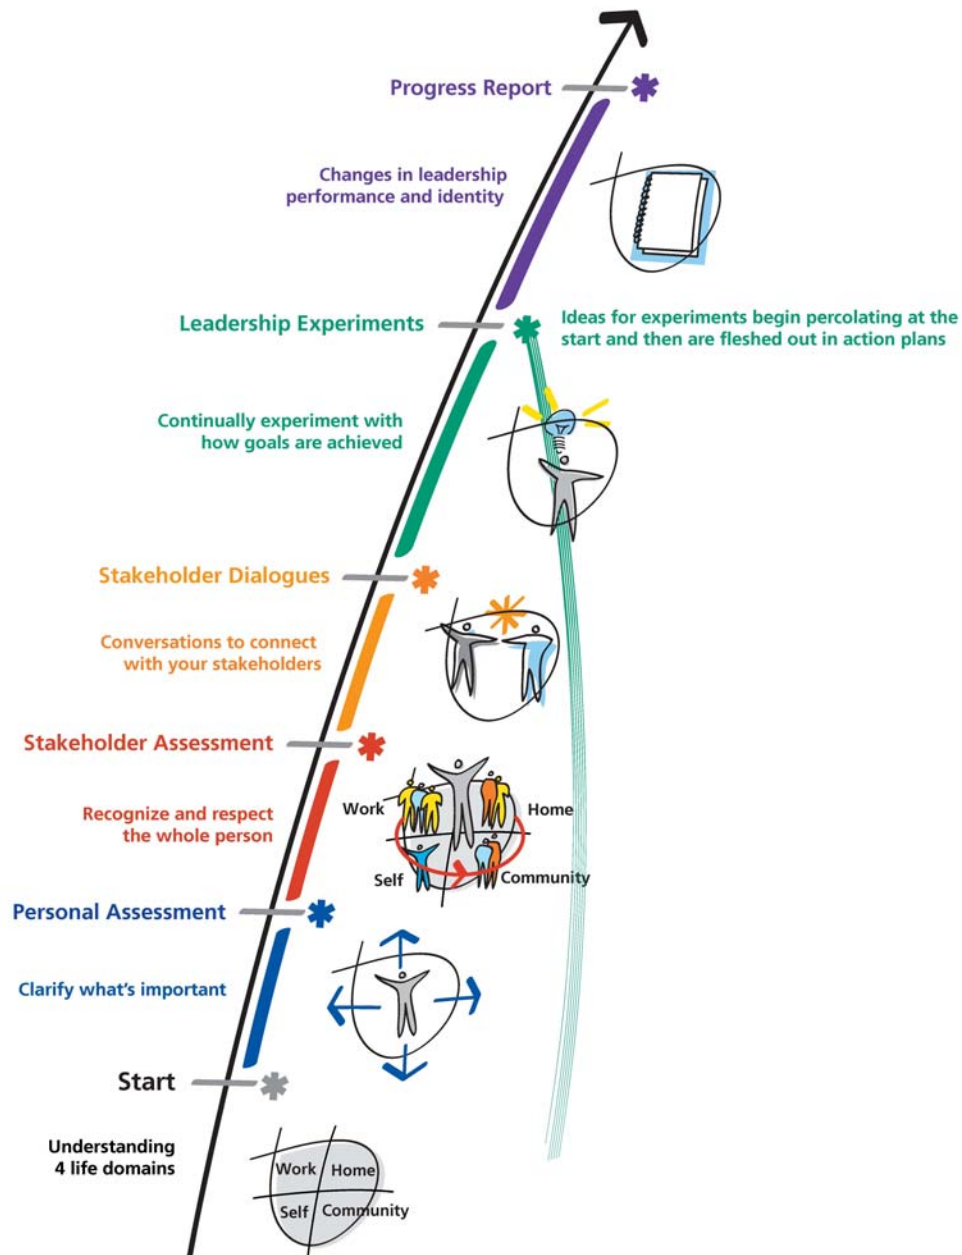 Progress Report
Changes in leadership
performance and identity
Leadership Experiments
Ideas for experiments begin percolating at the
start and then are fleshed out in action plans
Continually experiment with
how goals are achieved
Stakeholder Dialogues
Conversations to connect
with your stakeholders
Stakeholder Assessment
Recognize and respect
the whole person
Work
Home
Self
Community
Personal Assessment
Clarify what's important
Start
Understanding
4 life domains
Work
Home
Self
Community